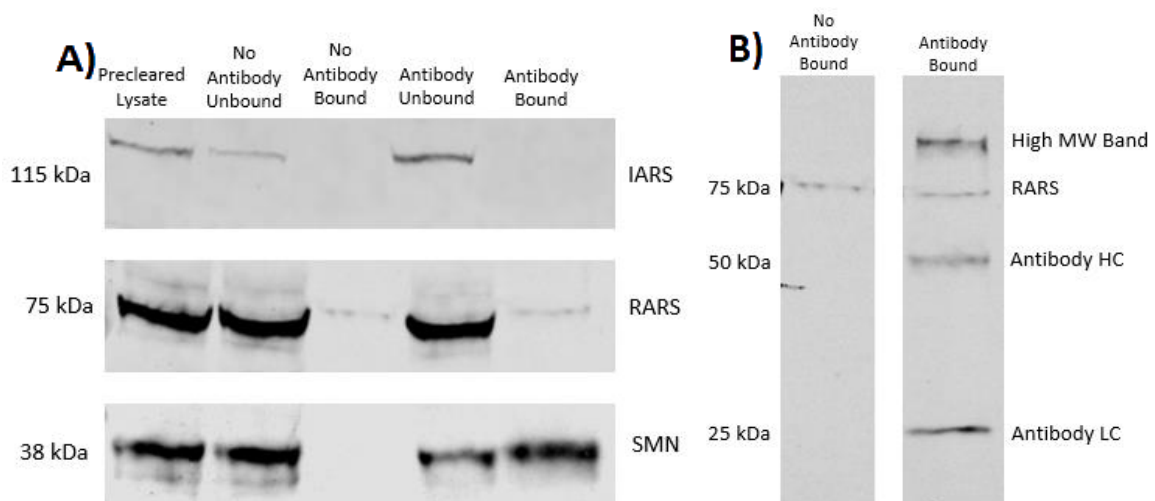 A)
Precleared
Lysate
No
Antibody
Unbound
No
Antibody
Bound
Antibody
Unbound
Antibody
Bound
115 kDa
IARS
75 kDa
RARS
38 kDa
SMN
B)
No
Antibody
Bound
Antibody
Bound
High MW Band
75 kDa
RARS
50 kDa
Antibody HC
25 kDa
Antibody LC